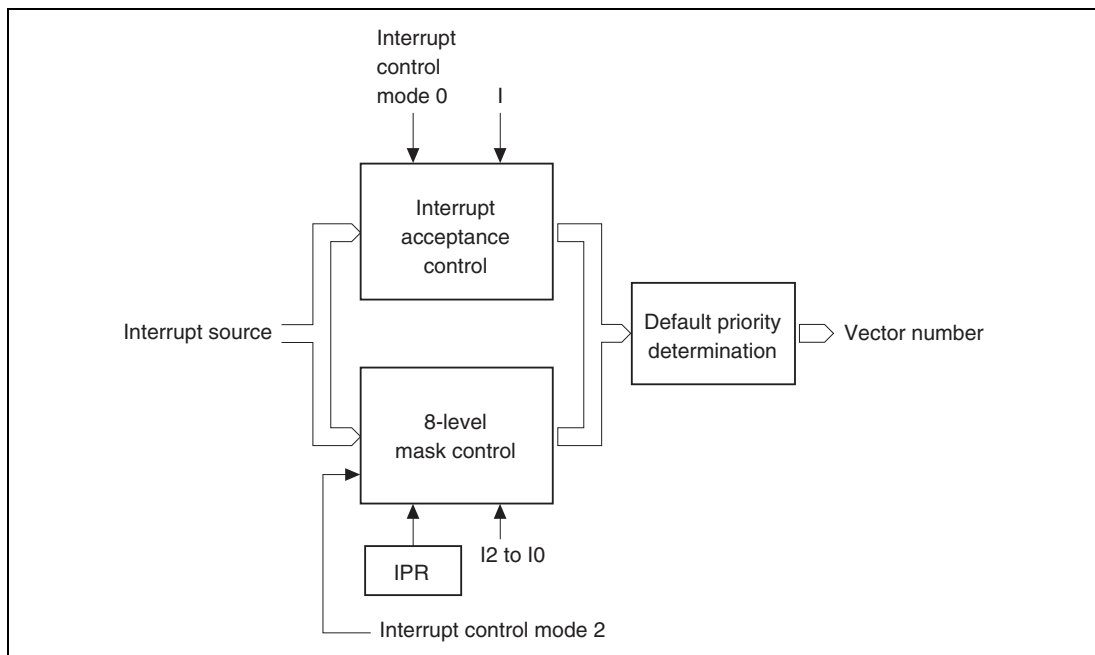 Interrupt
control
mode 0
I
Interrupt
acceptance
control
Interrupt source
Default priority
determination
Vector number
8-level
mask control
IPR
I2 to I0
Interrupt control mode 2